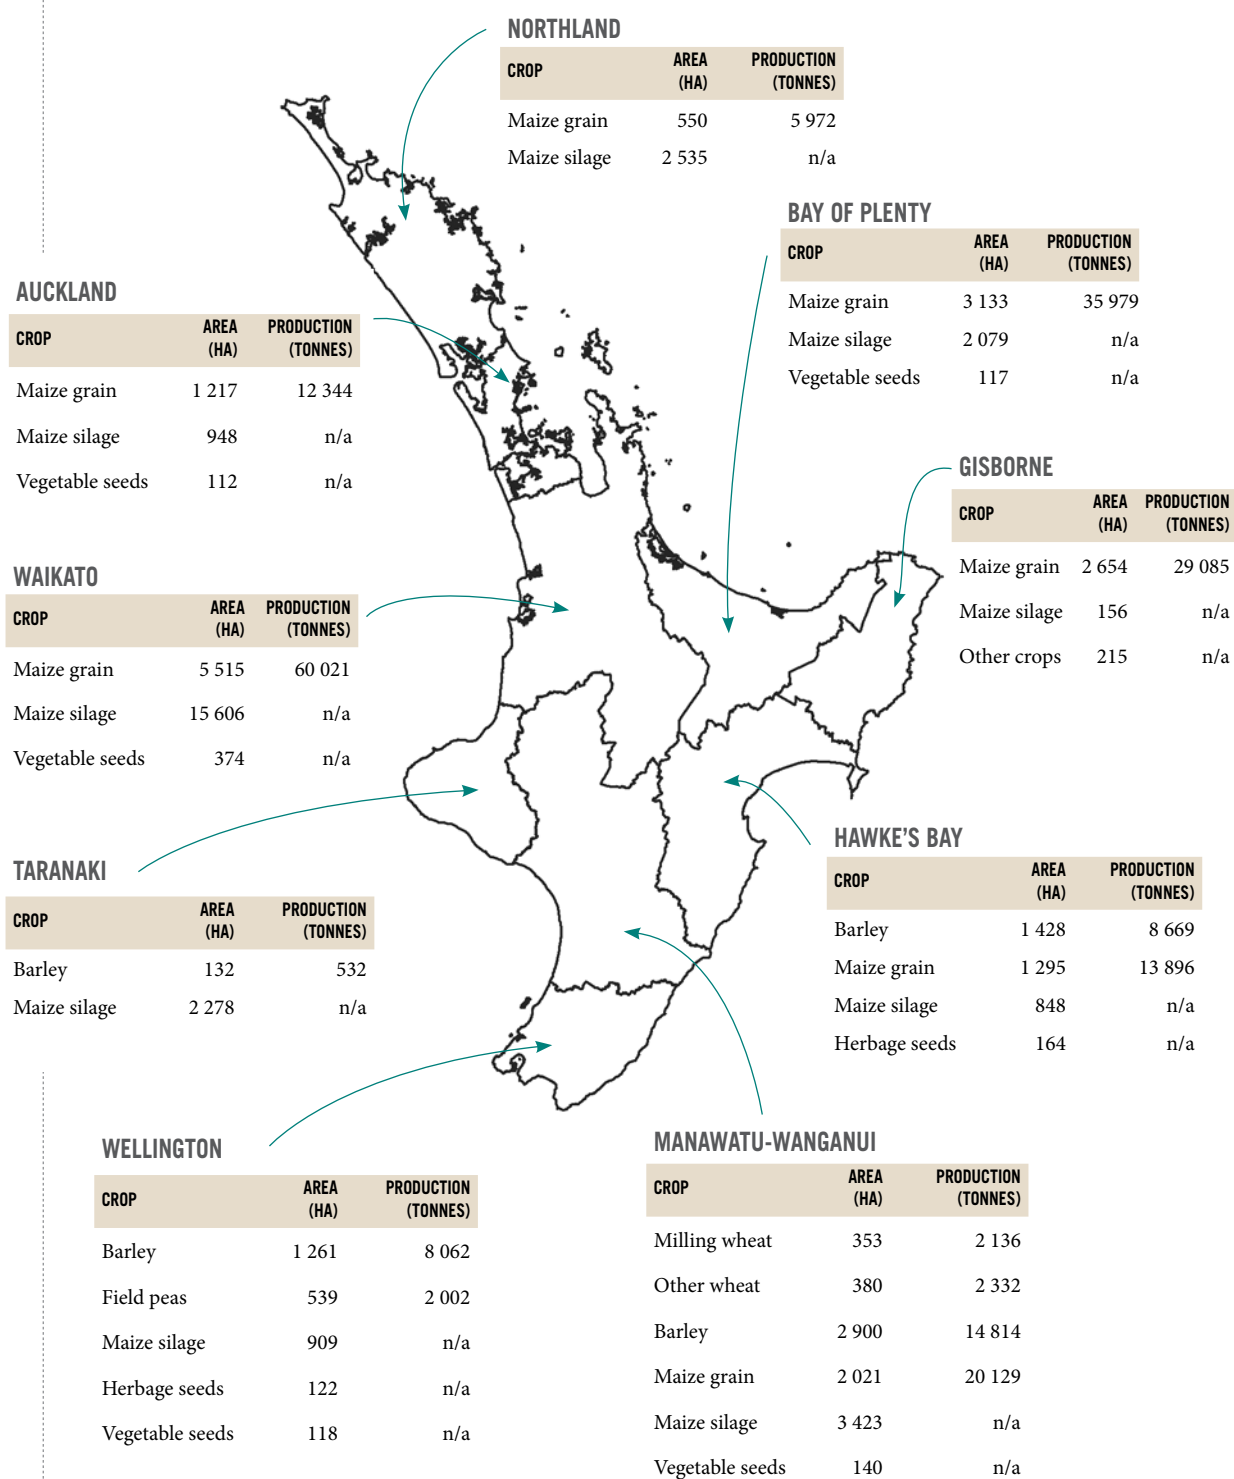 NORTHLAND
CROP AREA (HA) PRODUCTION (TONNES)
Maize grain 550 5 972
Maize silage 2 535 n/a
BAY OF PLENTY
CROP AREA (HA) PRODUCTION (TONNES)
Maize grain 3 133 35 979
Maize silage 2 079 n/a
Vegetable seeds 117 n/a
AUCKLAND
CROP AREA (HA) PRODUCTION (TONNES)
Maize grain 1 217 12 344
Maize silage 948 n/a
Vegetable seeds 112 n/a
GISBORNE
CROP AREA (HA) PRODUCTION (TONNES)
Maize grain 2 654 29 085
Maize silage 156 n/a
Other crops 215 n/a
WAIKATO
CROP AREA (HA) PRODUCTION (TONNES)
Maize grain 5 515 60 021
Maize silage 15 606 n/a
Vegetable seeds 374 n/a
HAWKE'S BAY
CROP AREA (HA) PRODUCTION (TONNES)
Barley 1 428 8 669
Maize grain 1 295 13 896
Maize silage 848 n/a
Herbage seeds 164 n/a
TARANAKI
CROP AREA (HA) PRODUCTION (TONNES)
Barley 132 532
Maize silage 2 278 n/a
WELLINGTON
CROP AREA (HA) PRODUCTION (TONNES)
Barley 1 261 8 062
Field peas 539 2 002
Maize silage 909 n/a
Herbage seeds 122 n/a
Vegetable seeds 118 n/a
MANAWATU-WANGANUI
CROP AREA (HA) PRODUCTION (TONNES)
Milling wheat 353 2 136
Other wheat 380 2 332
Barley 2 900 14 814
Maize grain 2 021 20 129
Maize silage 3 423 n/a
Vegetable seeds 140 n/a